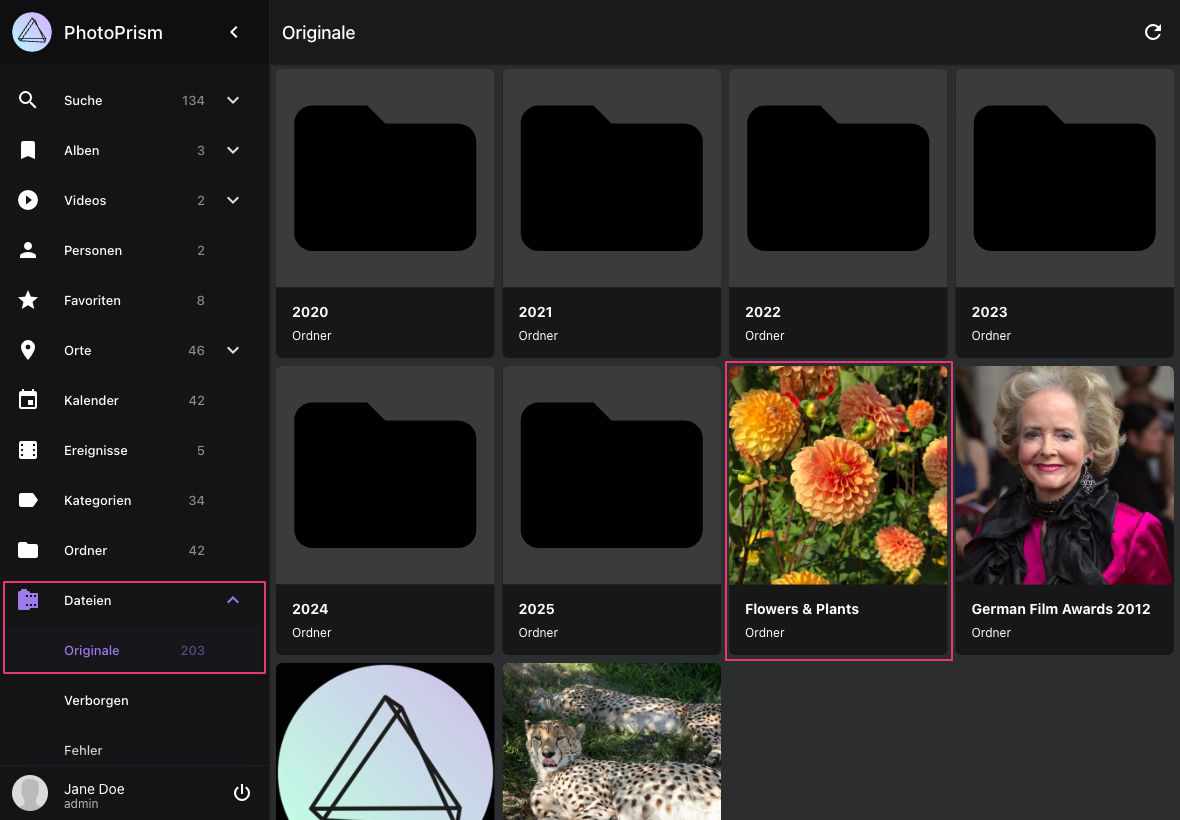 PhotoPrism
Originale
Suche 134
Alben 3
Videos 2
Personen 2
Favoriten 8
Orte 46
Kalender 42
Ereignisse 5
Kategorien 34
Ordner 42
Dateien
Originale 203
Verborgen
Fehler
Jane Doe
admin
2020
Ordner
2021
Ordner
2022
Ordner
2023
Ordner
2024
Ordner
2025
Ordner
Flowers & Plants
Ordner
German Film Awards 2012
Ordner